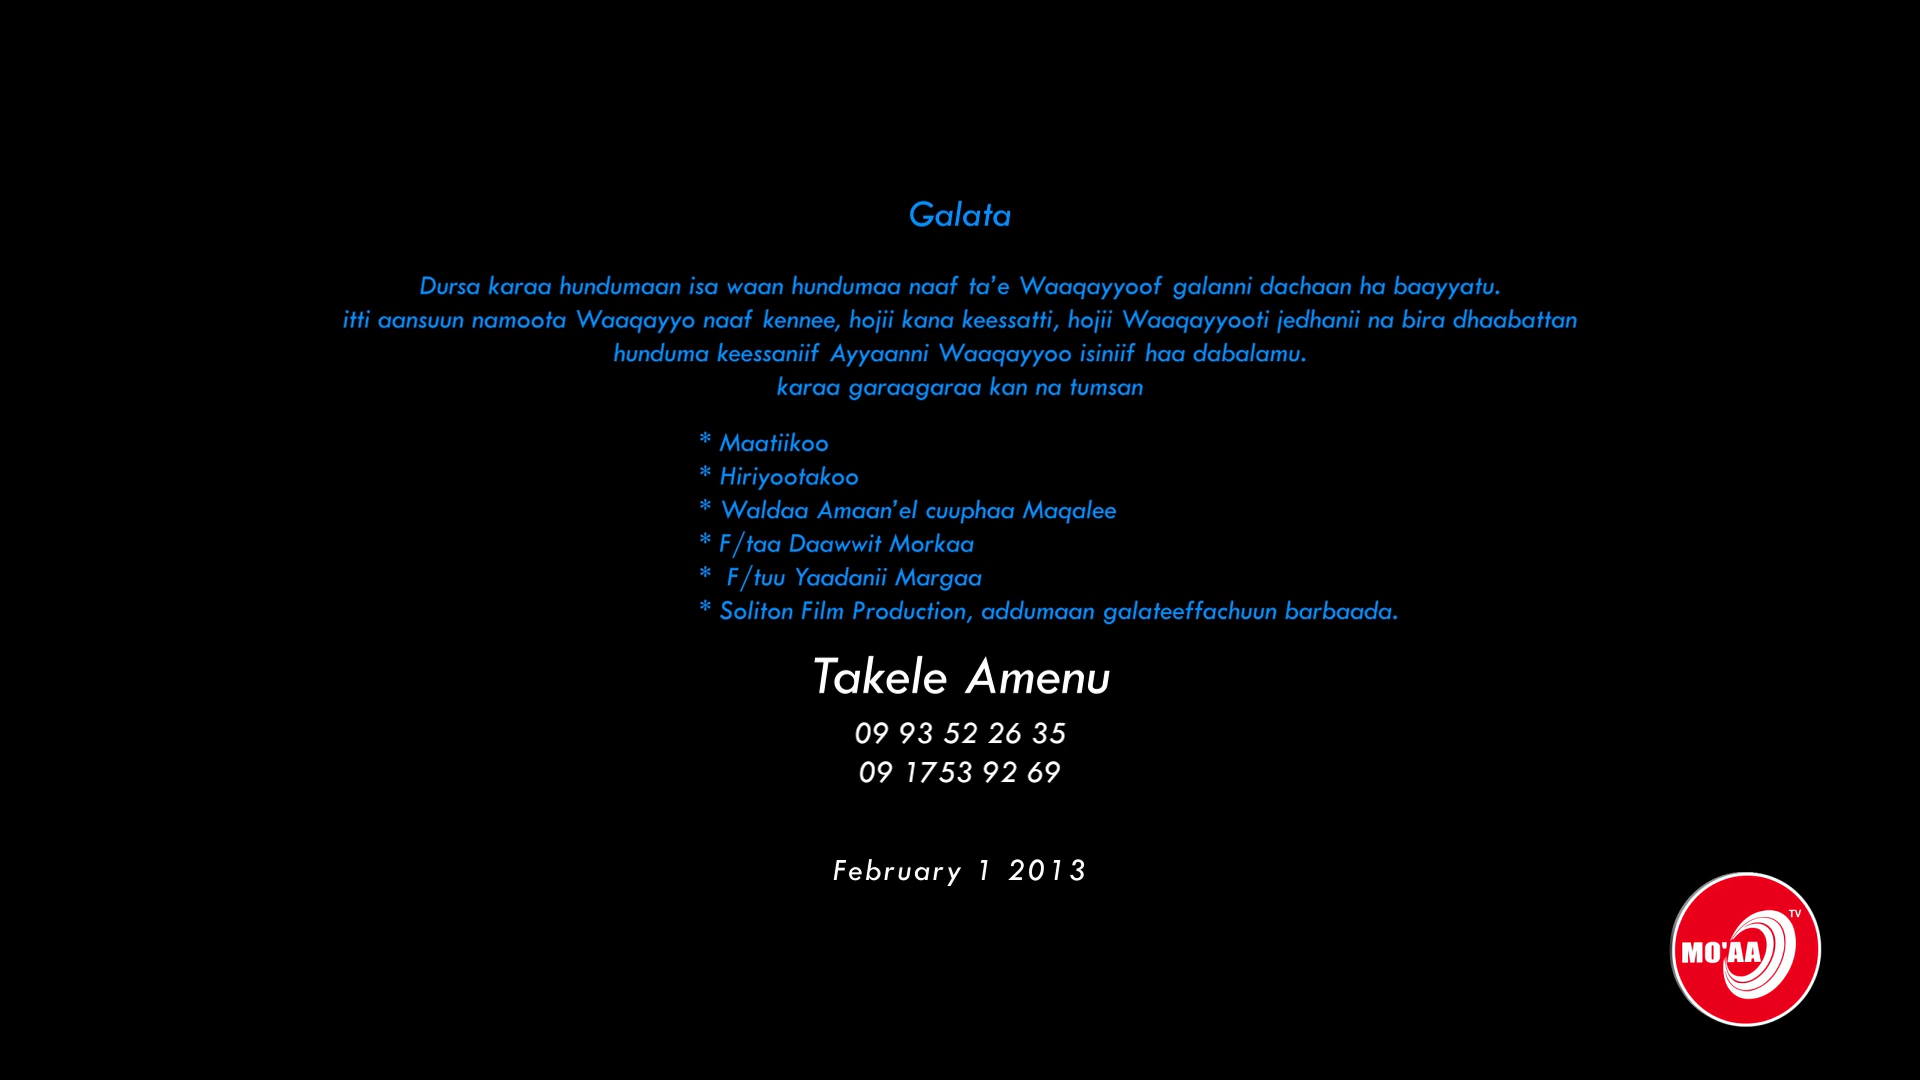 Galata
Dursa karaa hundumaan isa waan hundumaa naaf ta'e Waaqayyoof galanni dachaan ha baayyatu.
itti aansuun namoota Waaqayyo naaf kennee, hojii kana keessatti, hojii Waaqayyooti jedhanii na bira dhaabattan
hunduma keessaniif Ayyaanni Waaqayyoo isiniif haa dabalamu.
karaa garaagaraa kan na tumsan
* Maatiikoo
* Hiriyootakoo
* Waldaa Amaan'el cuuphaa Maqalee
* F/taa Daawwit Morkaa
* F/tuu Yaadanii Margaa
* Soliton Film Production, addumaan galateeffachuun barbaada.
Takele Amenu
09 93 52 26 35
09 1753 92 69
February 1 2013
TV
MO'AA